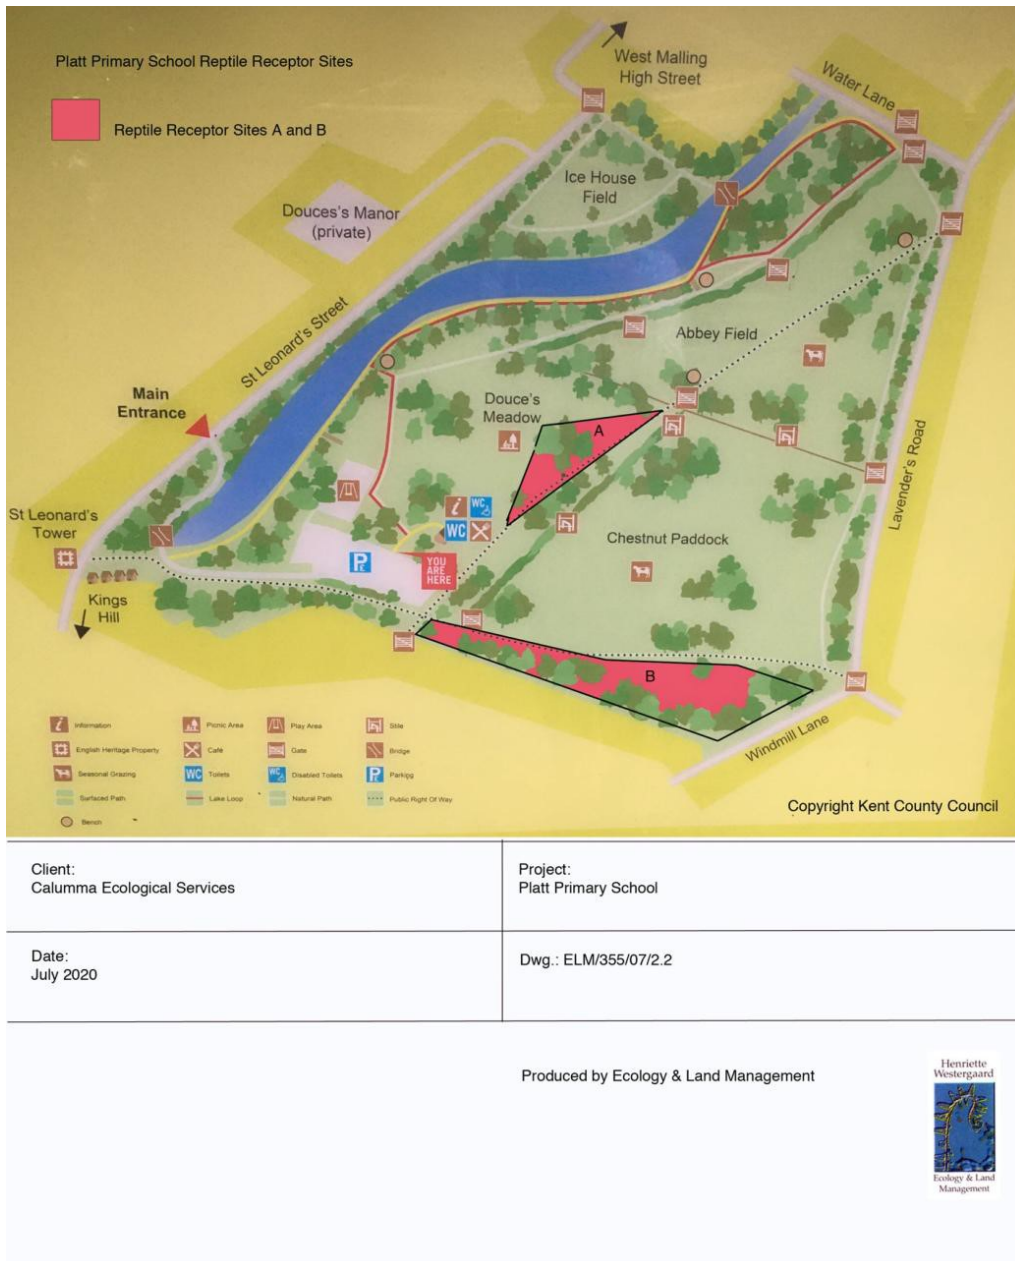 Platt Primary School Reptile Receptor Sites
Reptile Receptor Sites A and B
West Malling
High Street
Water Lane
Ice House
Field
Douces's Manor
(private)
St Leonard's Street
Abbey Field
Main
Entrance
Douce's
Meadow
A
Lavender's Road
St Leonard's
Tower
i
WC
WC
P
YOU
ARE
HERE
Chestnut Paddock
Kings
Hill
B
Windmill Lane
i Information
Picnic Area
Play Area
Stile
English Heritage Property
Café
Gate
Bridge
Seasonal Grazing
WC Toilets
WC Disabled Toilets
P Parking
Surfaced Path
Lake Loop
Natural Path
Public Right Of Way
Bench
Copyright Kent County Council
Client:
Calumma Ecological Services
Project:
Platt Primary School
Date:
July 2020
Dwg.: ELM/355/07/2.2
Produced by Ecology & Land Management
Henriette
Westergaard
Ecology & Land
Management